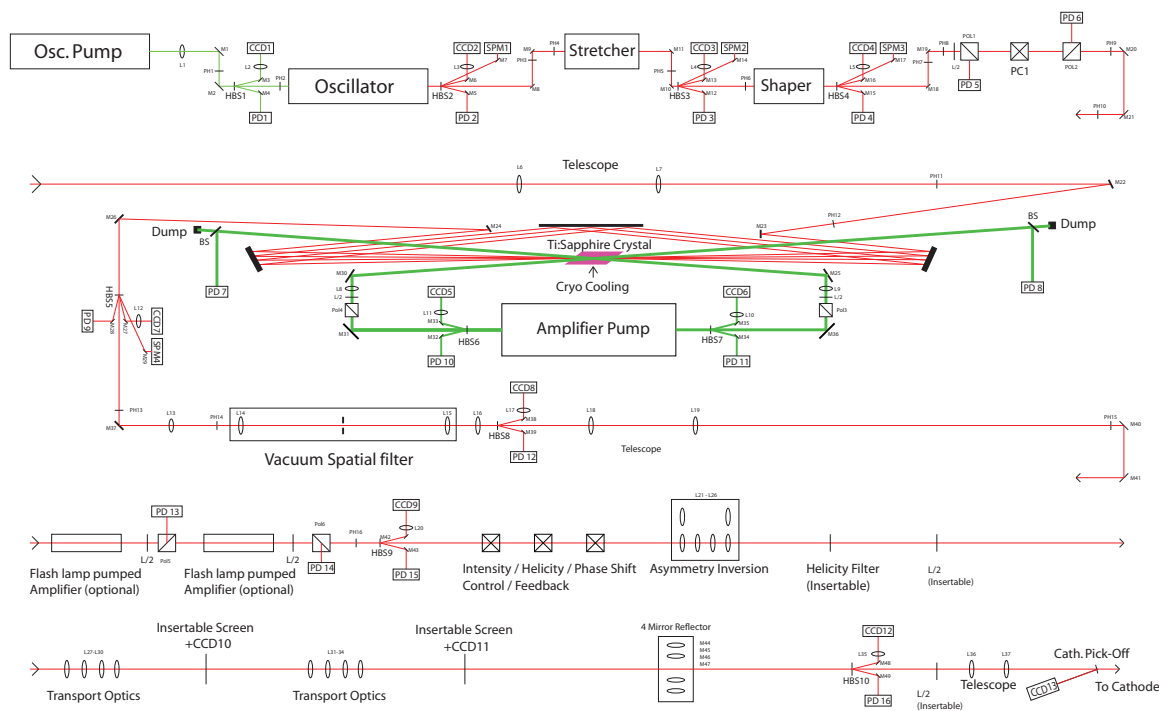 Osc. Pump
L1
M1
PH1
M2
HBS1
CCD1
L2
M3
M4
PH2
PD1
Oscillator
HBS2
CCD2
SPM1
L3
M7
M6
M5
PD 2
M9
PH3
M8
PH4
Stretcher
M11
PH5
M10
HBS3
CCD3
SPM2
L4
M14
M13
M12
PD 3
PH6
Shaper
HBS4
CCD4
SPM3
L5
M17
M16
M15
PD 4
M19
PH7
M18
PH8
L/2
POL1
PD 5
PC1
PD 6
POL2
PH9
M20
PH10
M21
L6
Telescope
L7
PH11
M22
M26
Dump
BS
M24
Ti:Sapphire Crystal
M23
PH12
BS
Dump
PD 7
M30
Cryo Cooling
M25
PD 8
HBS5
L8
L/2
Pol4
M31
CCD5
L11
M33
M32
HBS6
PD 10
Amplifier Pump
CCD6
L10
M35
M34
HBS7
PD 11
L9
L/2
Pol3
M36
PD 9
M28
M27
L12
CCD7
M29
SPM4
PH13
M37
L13
PH14
L14
L15
Vacuum Spatial filter
L16
HBS8
CCD8
L17
M38
M39
PD 12
L18
Telescope
L19
PH15
M40
M41
Flash lamp pumped
Amplifier (optional)
L/2
PD 13
Pol5
Flash lamp pumped
Amplifier (optional)
L/2
Pol6
PD 14
PH16
HBS9
CCD9
L20
M42
M43
PD 15
Intensity / Helicity / Phase Shift
Control / Feedback
L21 - L26
Asymmetry Inversion
Helicity Filter
(Insertable)
L/2
(Insertable)
L27-L30
Transport Optics
Insertable Screen
+CCD10
L31-34
Transport Optics
Insertable Screen
+CCD11
4 Mirror Reflector
M44
M45
M46
M47
CCD12
L35
M48
M49
HBS10
PD 16
L/2
(Insertable)
L36
L37
Telescope
CCD13
Cath. Pick-Off
To Cathode